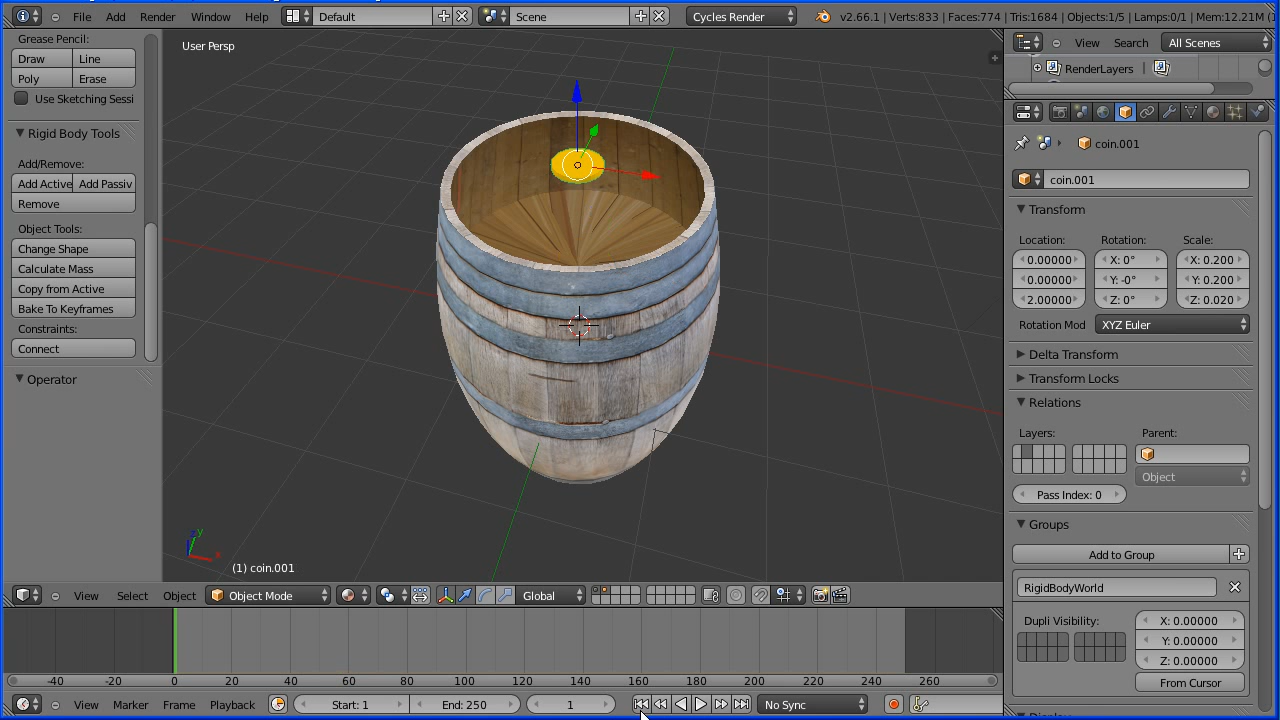 File Add Render Window Help Default Scene Cycles Render v2.66.1 | Verts:833 | Faces:774 | Tris:1684 | Objects:1/5 | Lamps:0/1 | Mem:12.21M
Grease Pencil:
Draw Line
Poly Erase
Use Sketching Sessi
Rigid Body Tools
Add/Remove:
Add Active Add Passiv
Remove
Object Tools:
Change Shape
Calculate Mass
Copy from Active
Bake To Keyframes
Constraints:
Connect
Operator
User Persp
z y x
(1) coin.001
View Select Object Object Mode Global
-40 -20 0 20 40 60 80 100 120 140 160 180 200 220 240 260
View Marker Frame Playback Start: 1 End: 250 1 No Sync
View Search All Scenes
RenderLayers
coin.001
coin.001
Transform
Location: Rotation: Scale:
0.00000 X: 0° X: 0.200
0.00000 Y: -0° Y: 0.200
2.00000 Z: 0° Z: 0.020
Rotation Mod XYZ Euler
Delta Transform
Transform Locks
Relations
Layers: Parent:
Object
Pass Index: 0
Groups
Add to Group
RigidBodyWorld
Dupli Visibility: X: 0.00000
Y: 0.00000
Z: 0.00000
From Cursor